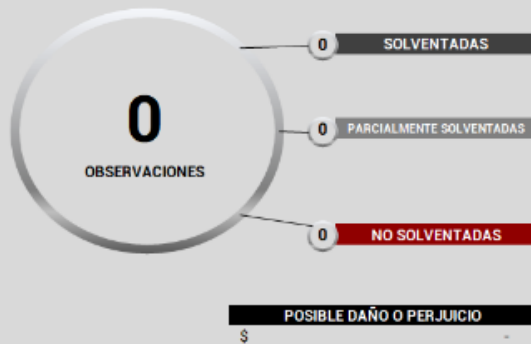 0
OBSERVACIONES
0 SOLVENTADAS
0 PARCIALMENTE SOLVENTADAS
0 NO SOLVENTADAS
POSIBLE DAÑO O PERJUICIO
$ -